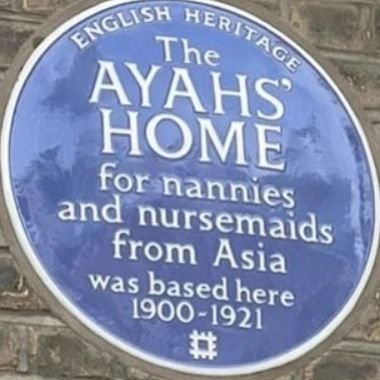 ENGLISH HERITAGE
The
AYAHS'
HOME
for nannies
and nursemaids
from Asia
was based here
1900-1921